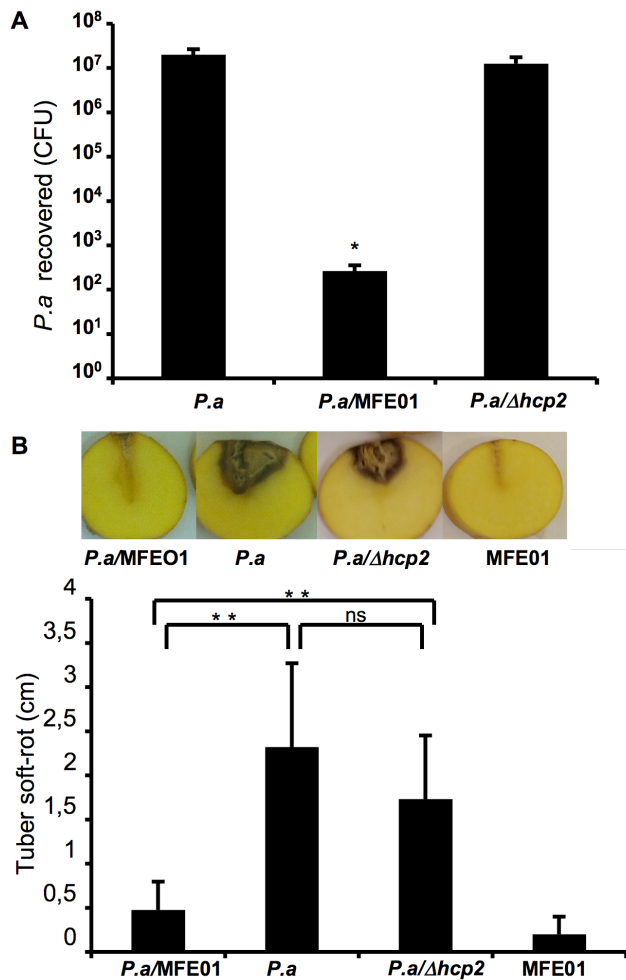 A
P.a recovered (CFU)
10⁸
10⁷
10⁶
10⁵
10⁴
10³
10²
10¹
10⁰
*
P.a P.a/MFE01 P.a/Δhcp2
B
P.a/MFEO1 P.a P.a/Δhcp2 MFE01
Tuber soft-rot (cm)
4
3,5
3
2,5
2
1,5
1
0,5
0
* *
* * ns
P.a/MFE01 P.a P.a/Δhcp2 MFE01